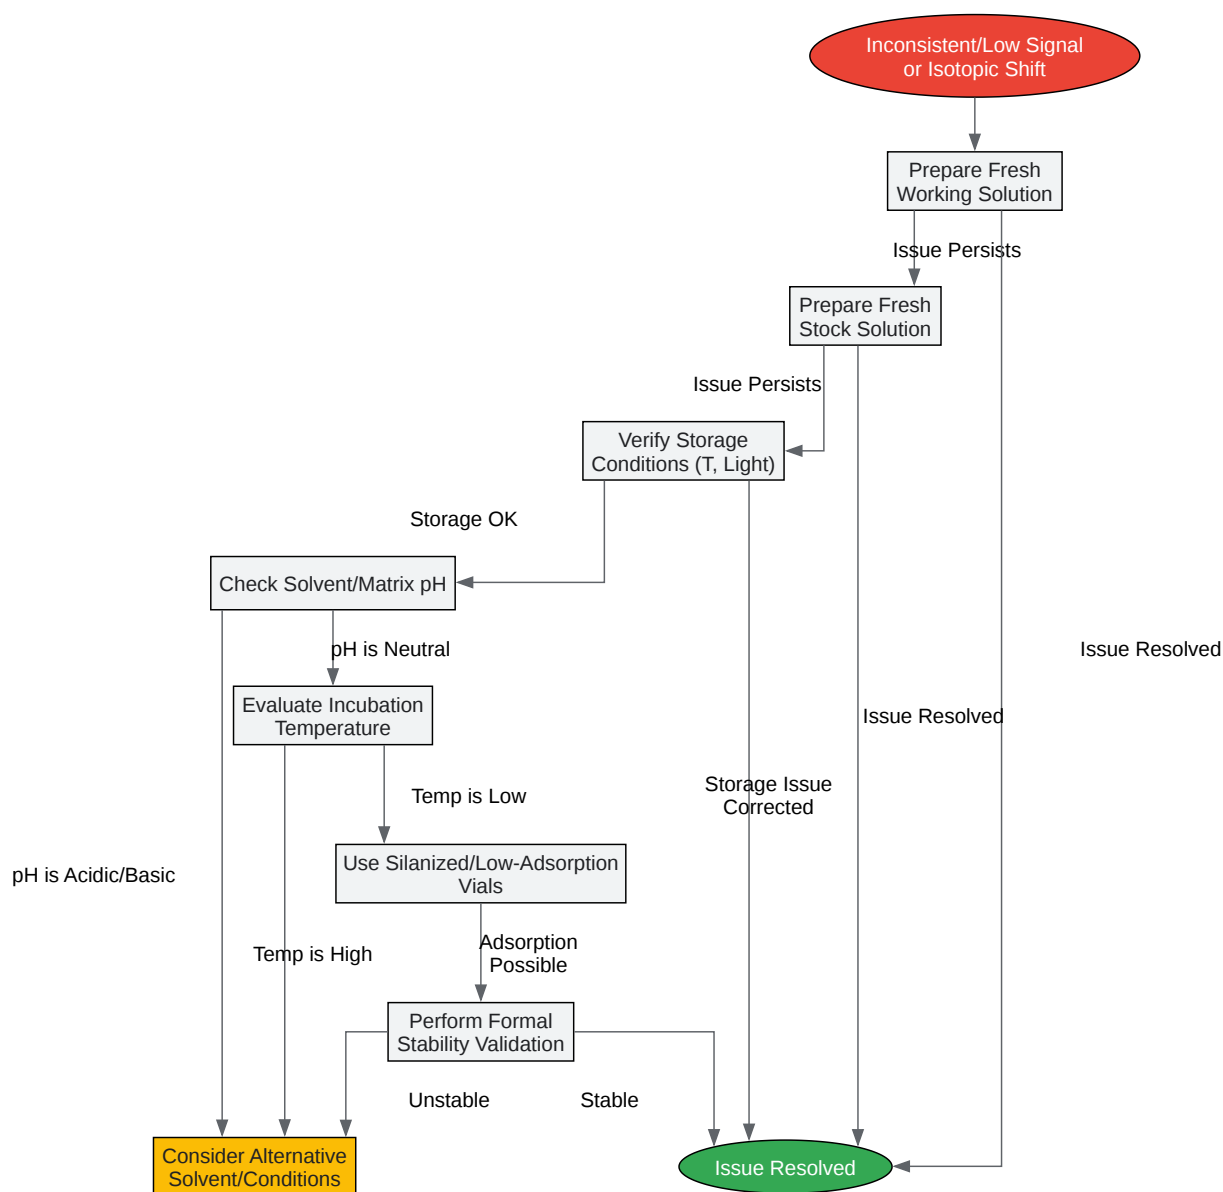 Inconsistent/Low Signal
or Isotopic Shift
Prepare Fresh
Working Solution
Issue Persists
Prepare Fresh
Stock Solution
Issue Persists
Verify Storage
Conditions (T, Light)
Storage OK
Check Solvent/Matrix pH
pH is Neutral
Issue Resolved
Evaluate Incubation
Temperature
Issue Resolved
Temp is Low
Storage Issue
Corrected
Use Silanized/Low-Adsorption
Vials
pH is Acidic/Basic
Temp is High
Adsorption
Possible
Perform Formal
Stability Validation
Unstable
Stable
Consider Alternative
Solvent/Conditions
Issue Resolved